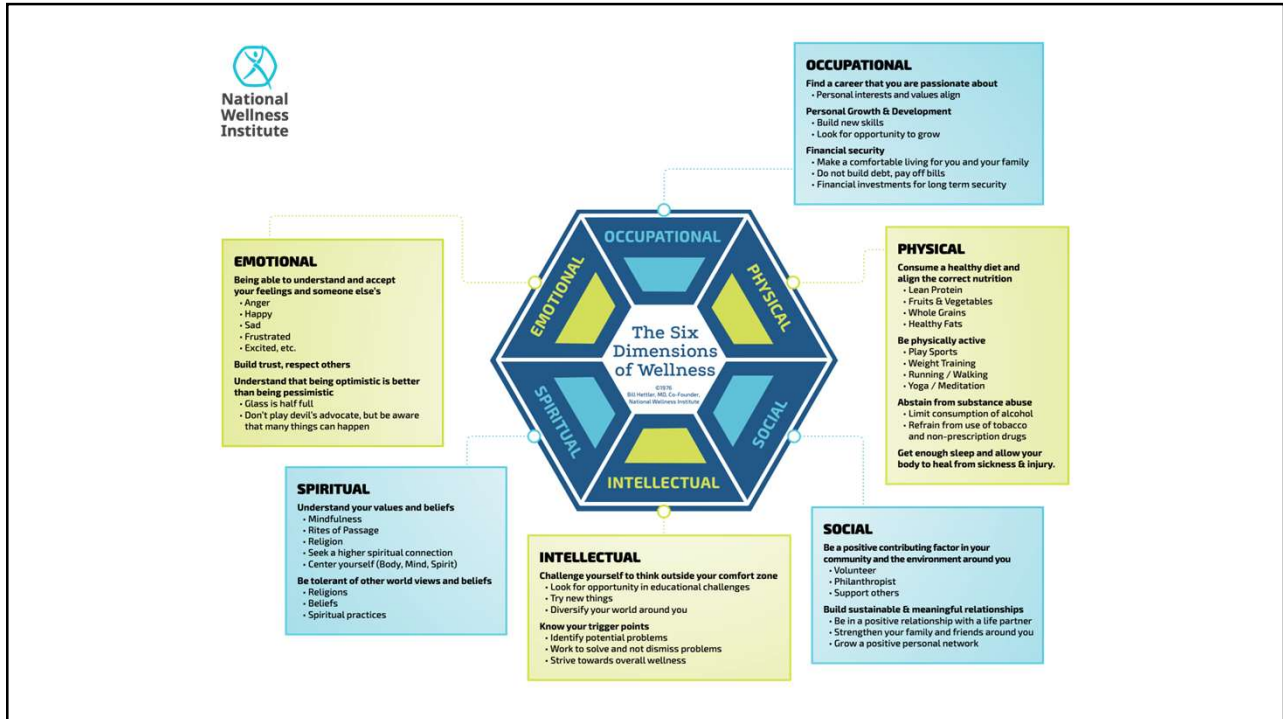 National
Wellness
Institute
OCCUPATIONAL
Find a career that you are passionate about
• Personal interests and values align
Personal Growth & Development
• Build new skills
• Look for opportunity to grow
Financial security
• Make a comfortable living for you and your family
• Do not build debt, pay off bills
• Financial investments for long term security
EMOTIONAL
Being able to understand and accept
your feelings and someone else's
• Anger
• Happy
• Sad
• Frustrated
• Excited, etc.
Build trust, respect others
Understand that being optimistic is better
than being pessimistic
• Glass is half full
• Don't play devil's advocate, but be aware
that many things can happen
OCCUPATIONAL
PHYSICAL
SOCIAL
INTELLECTUAL
SPIRITUAL
EMOTIONAL
The Six
Dimensions
of Wellness
©1976
Bill Hettler, MD, Co-Founder,
National Wellness Institute
PHYSICAL
Consume a healthy diet and
align the correct nutrition
• Lean Protein
• Fruits & Vegetables
• Whole Grains
• Healthy Fats
Be physically active
• Play Sports
• Weight Training
• Running / Walking
• Yoga / Meditation
Abstain from substance abuse
• Limit consumption of alcohol
• Refrain from use of tobacco
and non-prescription drugs
Get enough sleep and allow your
body to heal from sickness & injury.
SPIRITUAL
Understand your values and beliefs
• Mindfulness
• Rites of Passage
• Religion
• Seek a higher spiritual connection
• Center yourself (Body, Mind, Spirit)
Be tolerant of other world views and beliefs
• Religions
• Beliefs
• Spiritual practices
INTELLECTUAL
Challenge yourself to think outside your comfort zone
• Look for opportunity in educational challenges
• Try new things
• Diversify your world around you
Know your trigger points
• Identify potential problems
• Work to solve and not dismiss problems
• Strive towards overall wellness
SOCIAL
Be a positive contributing factor in your
community and the environment around you
• Volunteer
• Philanthropist
• Support others
Build sustainable & meaningful relationships
• Be in a positive relationship with a life partner
• Strengthen your family and friends around you
• Grow a positive personal network